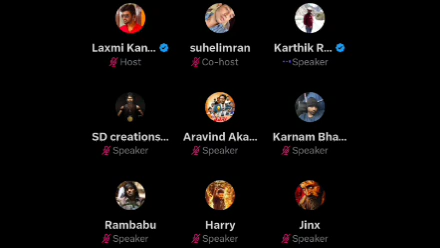 Laxmi Kan... suhelimran Karthik R...
Host Co-host Speaker
SD creations... Aravind Aka... Karnam Bha...
Speaker Speaker Speaker
Rambabu Harry Jinx
Speaker Speaker Speaker